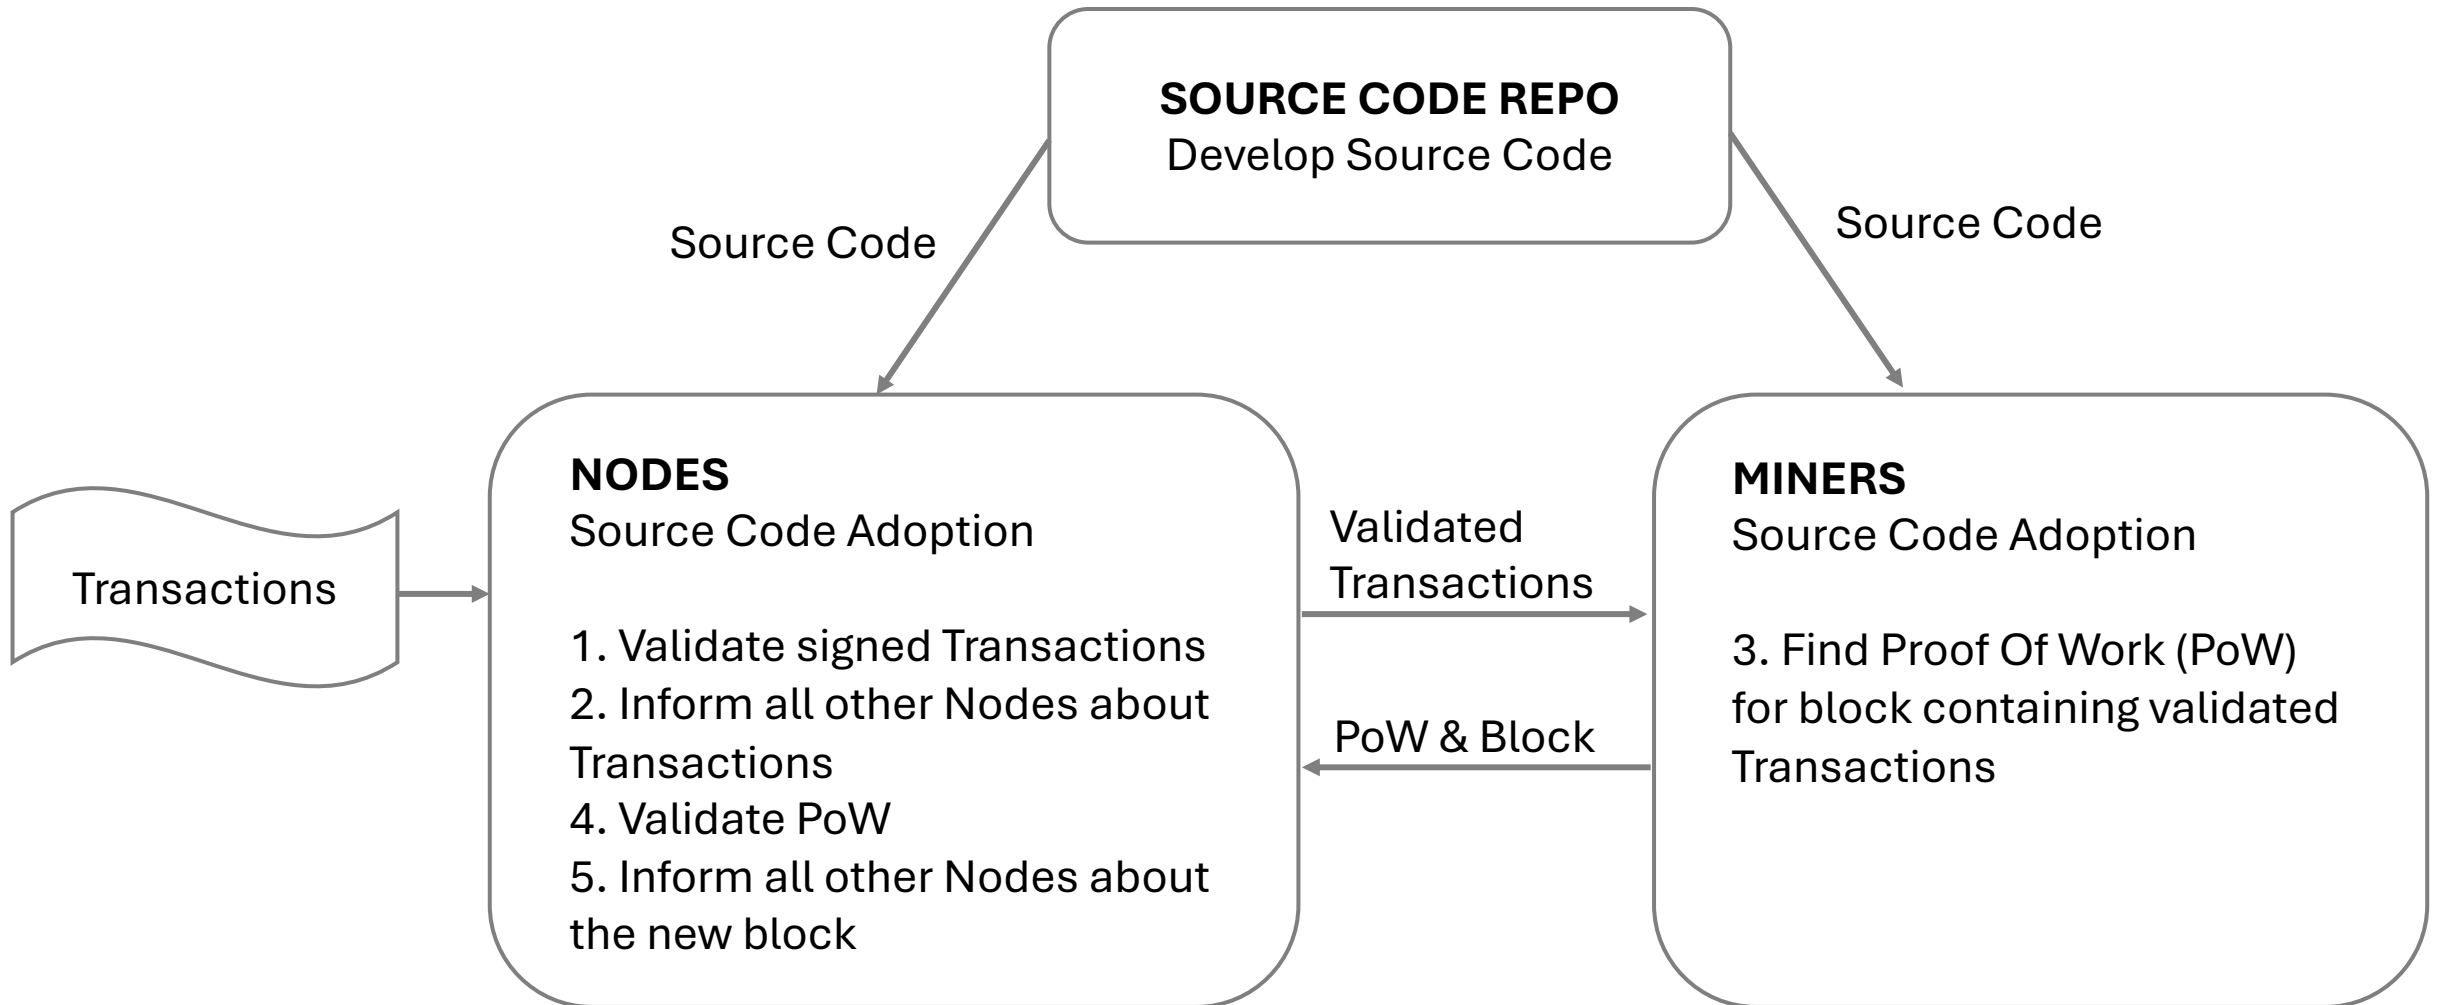 SOURCE CODE REPO
Develop Source Code
Source Code
Source Code
Transactions
NODES
Source Code Adoption
1. Validate signed Transactions
2. Inform all other Nodes about
Transactions
4. Validate PoW
5. Inform all other Nodes about
the new block
Validated
Transactions
PoW & Block
MINERS
Source Code Adoption
3. Find Proof Of Work (PoW)
for block containing validated
Transactions